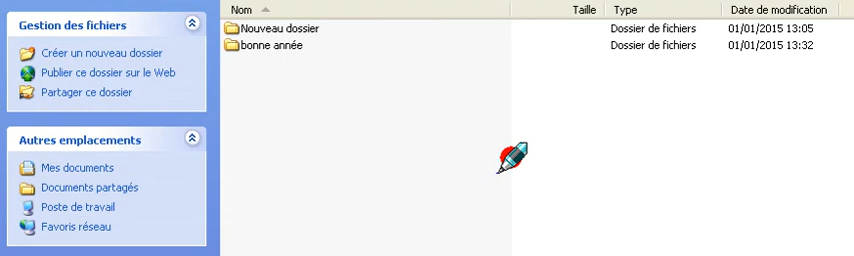 Gestion des fichiers
Créer un nouveau dossier
Publier ce dossier sur le Web
Partager ce dossier
Autres emplacements
Mes documents
Documents partagés
Poste de travail
Favoris réseau
Nom Taille Type Date de modification
Nouveau dossier Dossier de fichiers 01/01/2015 13:05
bonne année Dossier de fichiers 01/01/2015 13:32